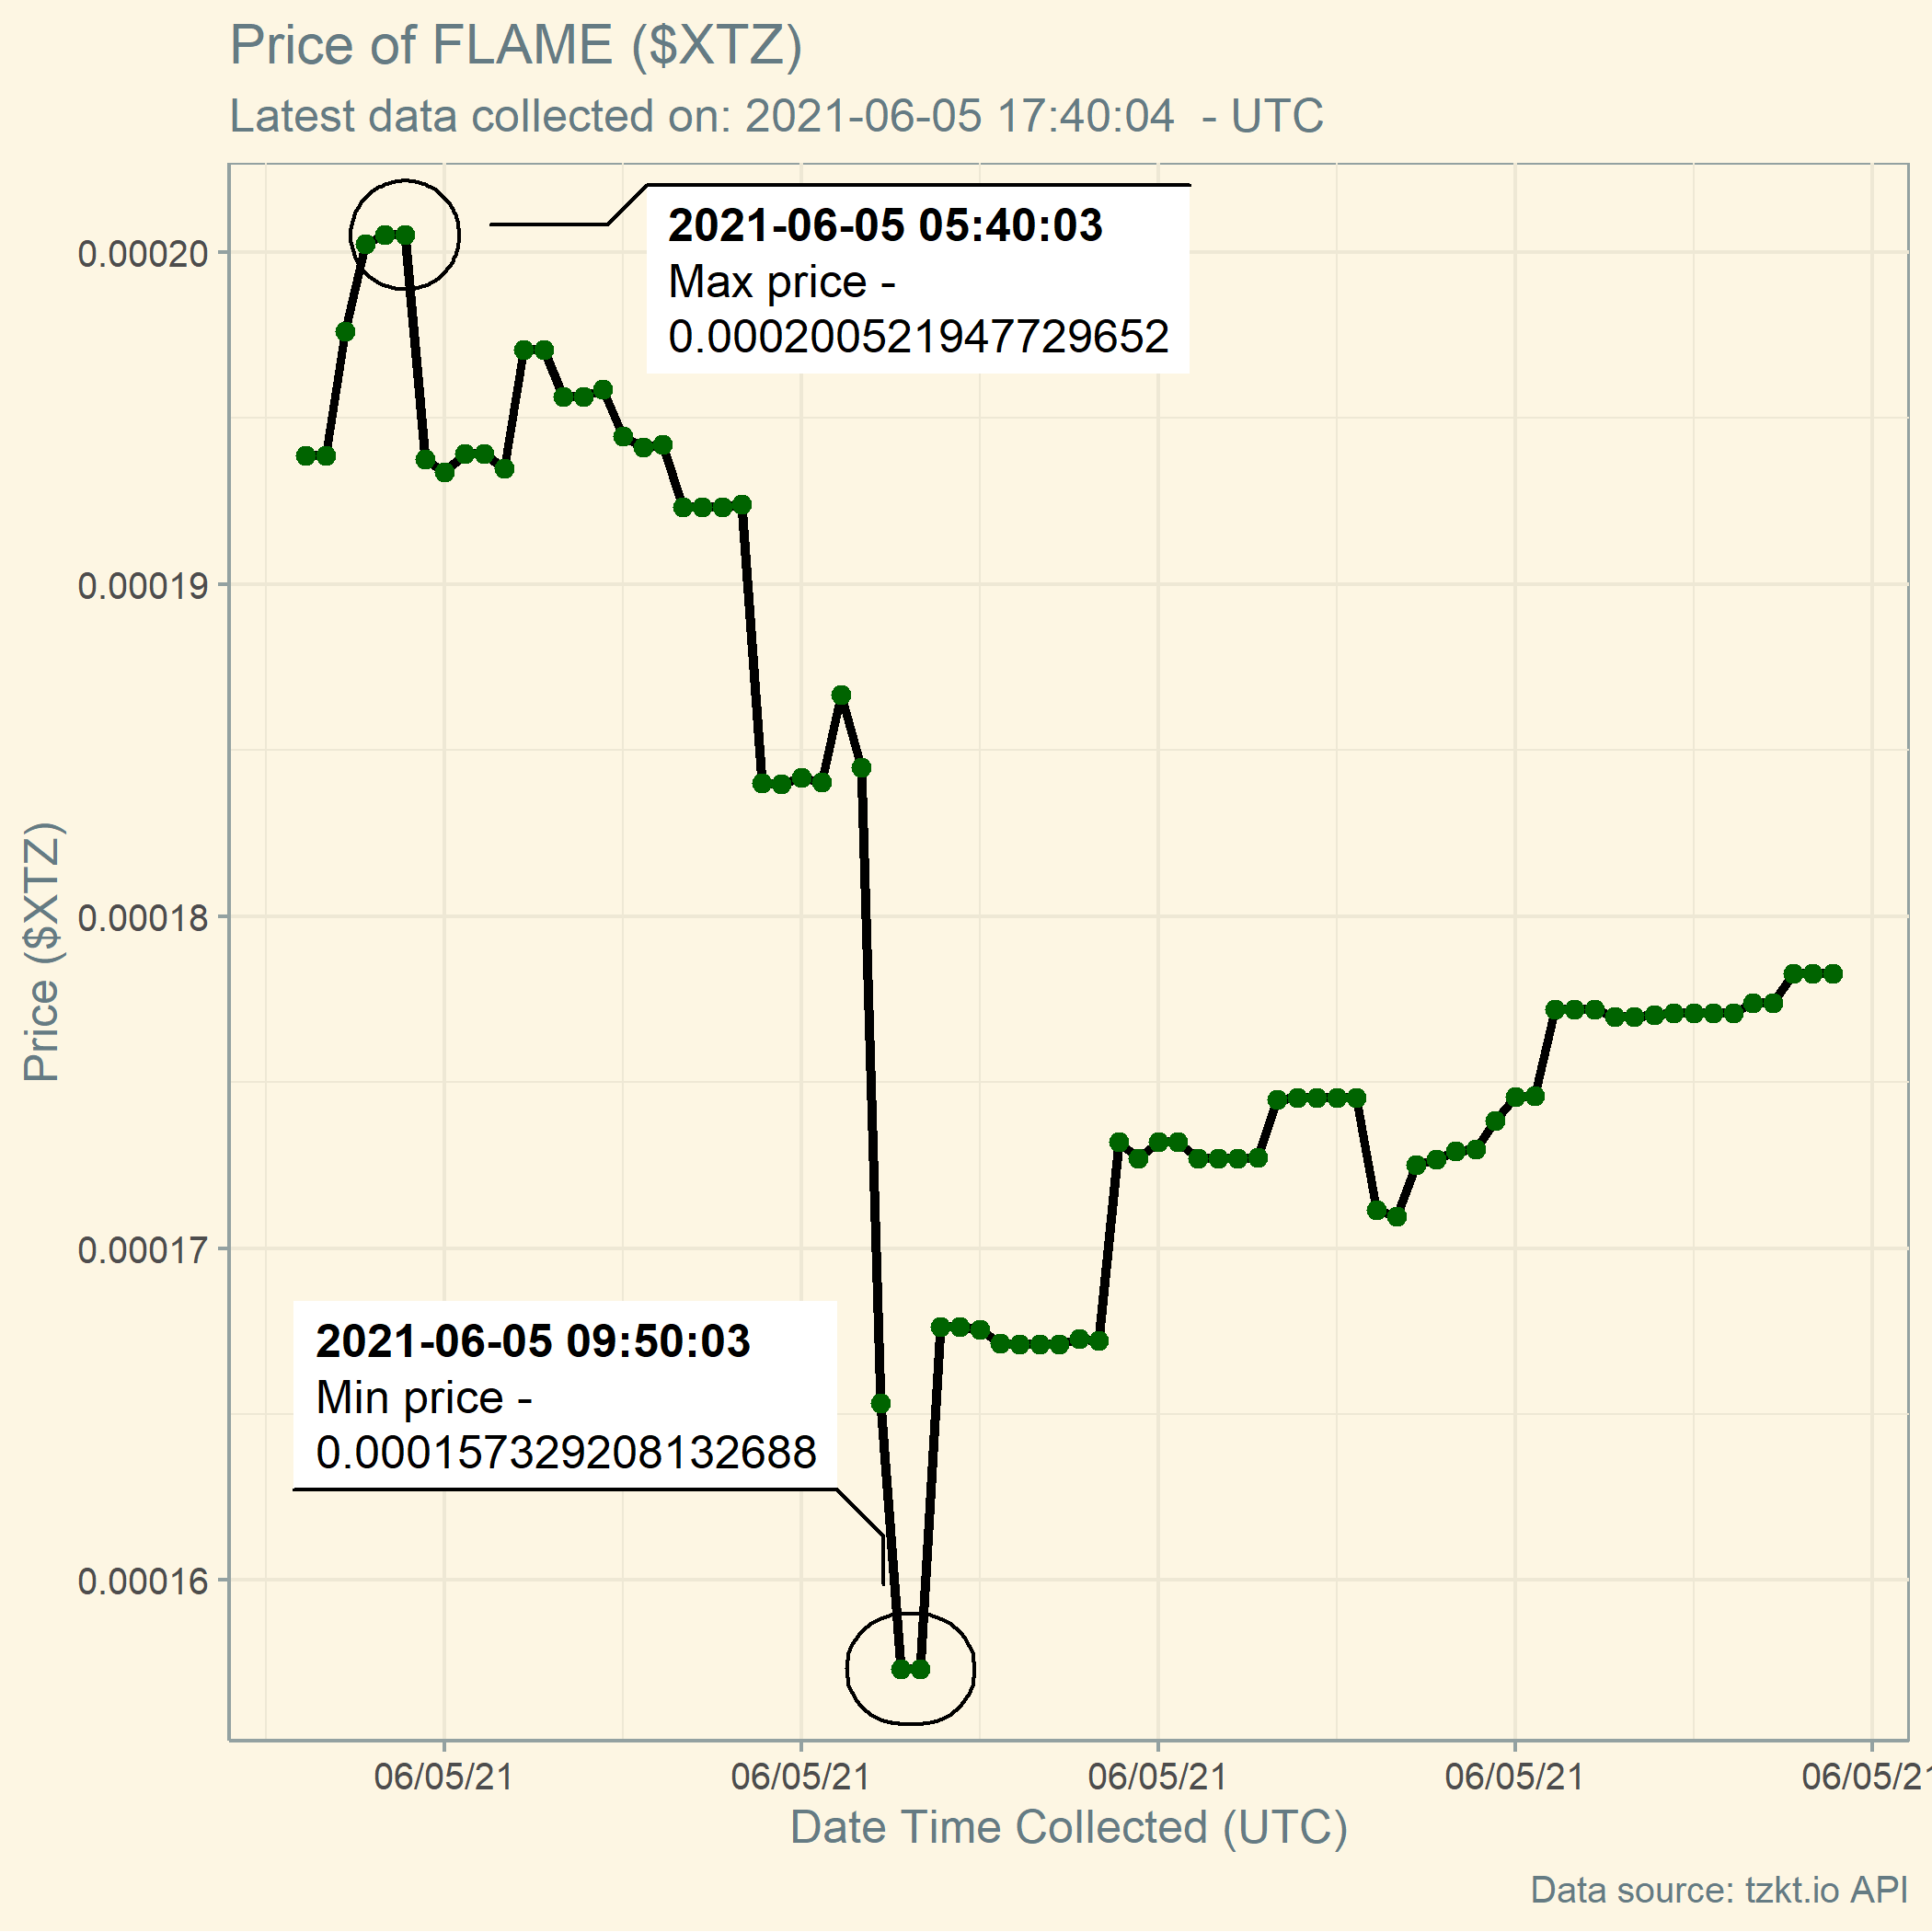 Price of FLAME ($XTZ)
Latest data collected on: 2021-06-05 17:40:04  - UTC
2021-06-05 05:40:03
Max price -
0.000200521947729652
0.00020
0.00019
0.00018
0.00017
0.00016
Price ($XTZ)
2021-06-05 09:50:03
Min price -
0.000157329208132688
06/05/21
06/05/21
06/05/21
06/05/21
06/05/21
Date Time Collected (UTC)
Data source: tzkt.io API